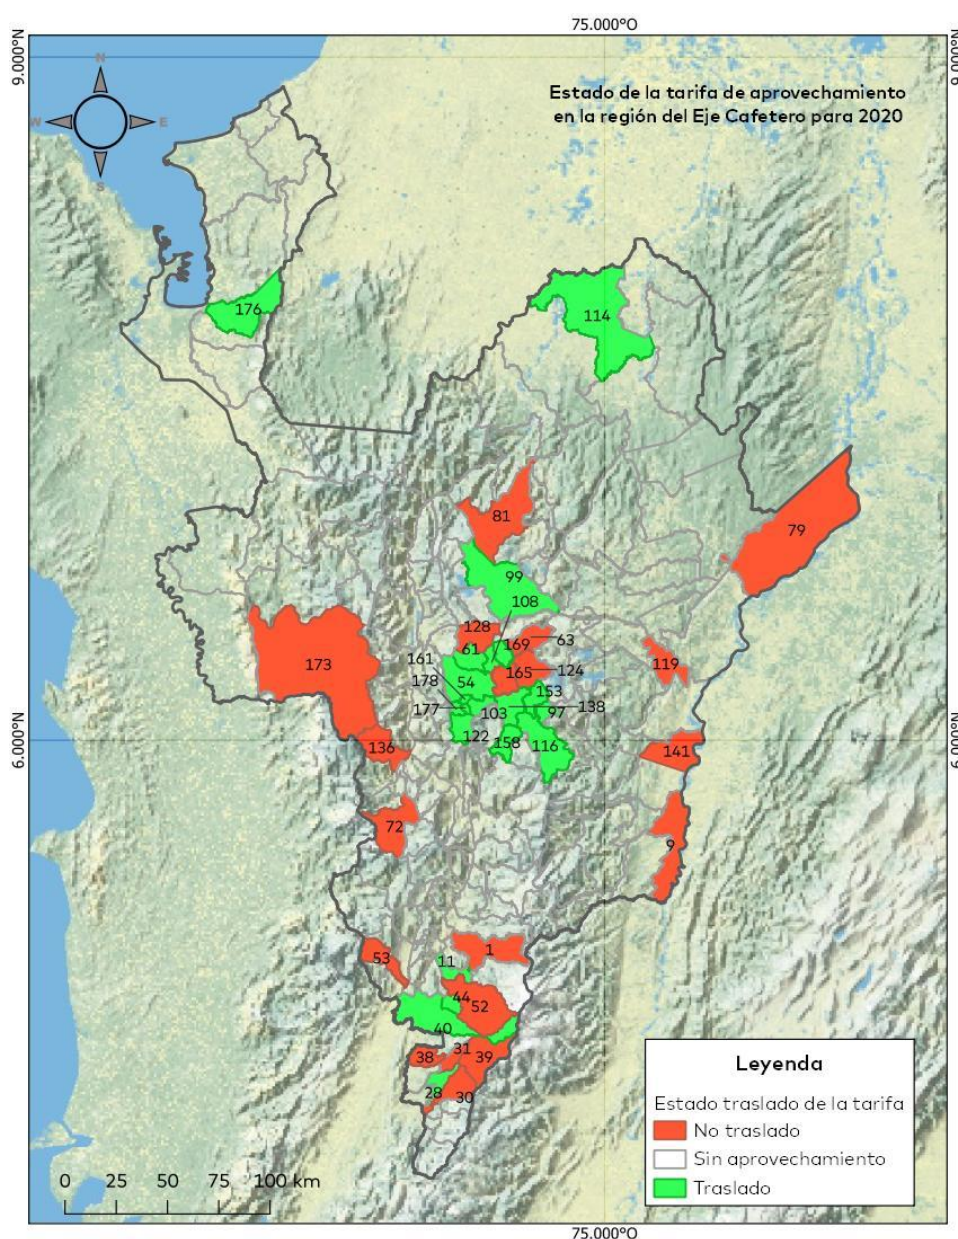 75.000°O
9.000°N
9.000°N
N
W
E
S
Estado de la tarifa de aprovechamiento
en la región del Eje Cafetero para 2020
176
114
81
79
99
108
128
169
63
61
161
173
165
124
119
54
178
153
177
103
138
97
6.000°N
6.000°N
136
122
158
116
141
72
9
1
53
11
44
52
40
31
38
39
28
30
Leyenda
Estado traslado de la tarifa
No traslado
Sin aprovechamiento
Traslado
0 25 50 75 100 km
75.000°O